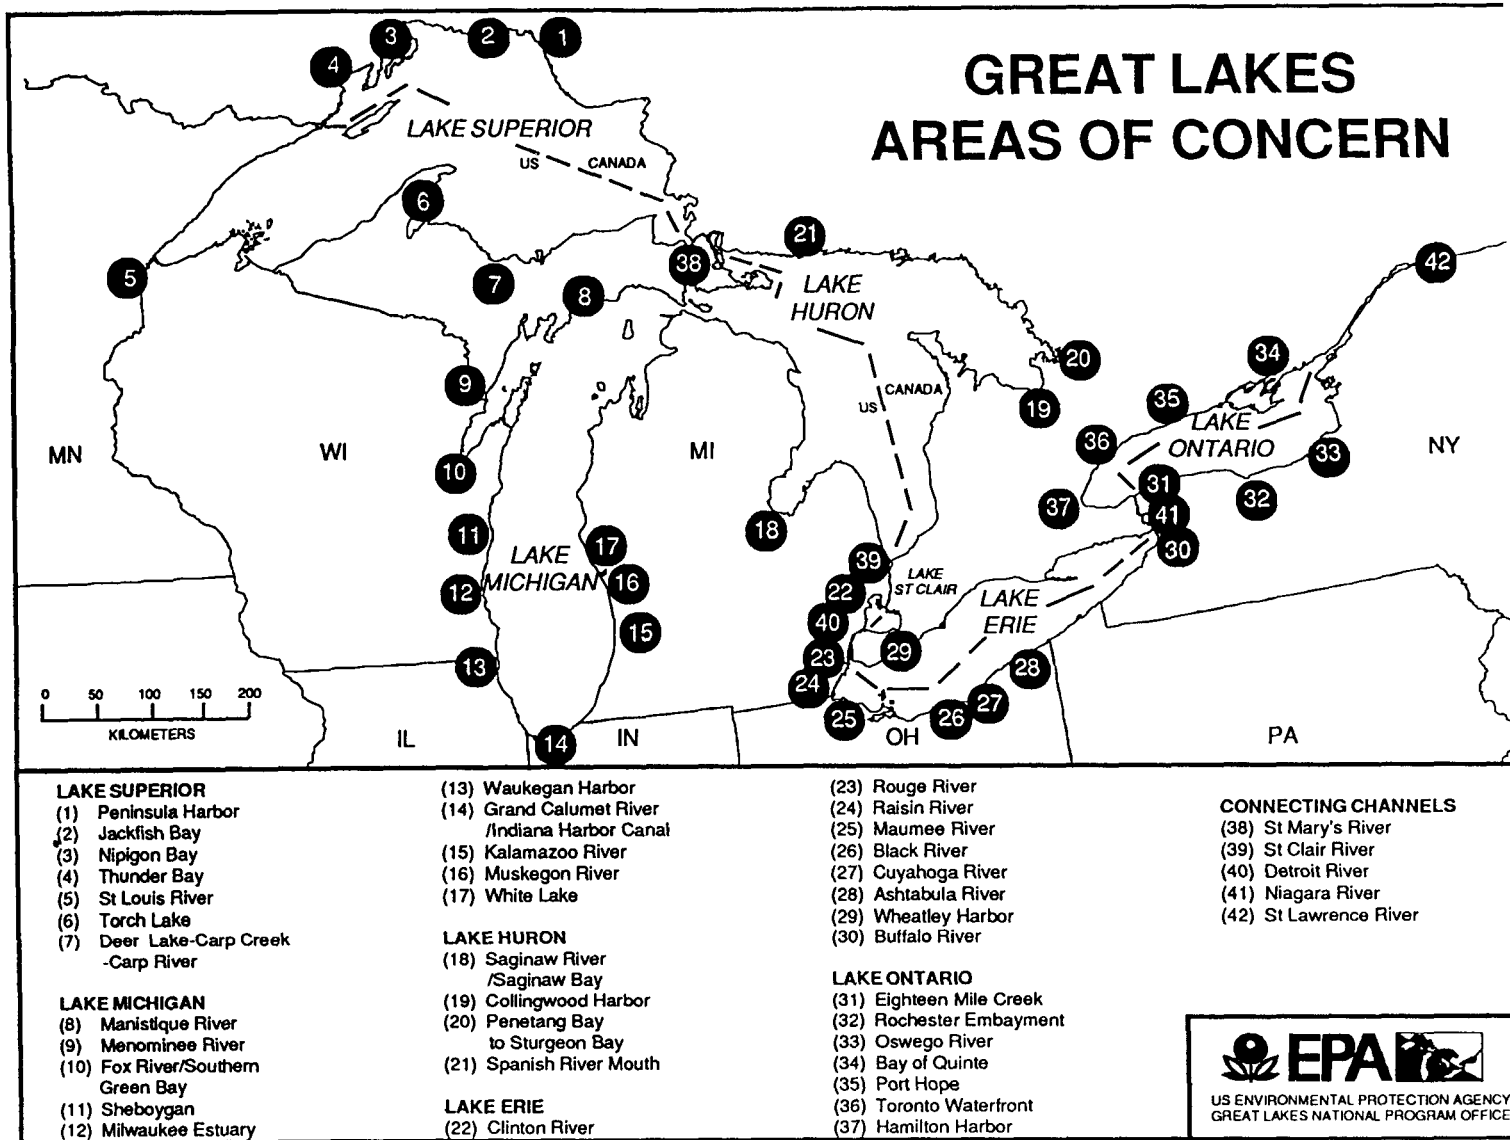 GREAT LAKES
AREAS OF CONCERN
1
2
3
4
LAKE SUPERIOR
US
CANADA
6
5
7
8
38
21
LAKE
HURON
42
9
20
34
US
CANADA
19
35
LAKE
ONTARIO
36
33
MN
WI
MI
NY
10
31
32
37
41
18
11
17
30
LAKE
MICHIGAN
39
LAKE
ST CLAIR
12
16
22
LAKE
ERIE
40
15
29
23
28
13
24
27
25
26
0 50 100 150 200
KILOMETERS
IL
14
IN
OH
PA
LAKE SUPERIOR
(1) Peninsula Harbor
(2) Jackfish Bay
(3) Nipigon Bay
(4) Thunder Bay
(5) St Louis River
(6) Torch Lake
(7) Deer Lake-Carp Creek
-Carp River
LAKE MICHIGAN
(8) Manistique River
(9) Menominee River
(10) Fox River/Southern
Green Bay
(11) Sheboygan
(12) Milwaukee Estuary
(13) Waukegan Harbor
(14) Grand Calumet River
/Indiana Harbor Canal
(15) Kalamazoo River
(16) Muskegon River
(17) White Lake
LAKE HURON
(18) Saginaw River
/Saginaw Bay
(19) Collingwood Harbor
(20) Penetang Bay
to Sturgeon Bay
(21) Spanish River Mouth
LAKE ERIE
(22) Clinton River
(23) Rouge River
(24) Raisin River
(25) Maumee River
(26) Black River
(27) Cuyahoga River
(28) Ashtabula River
(29) Wheatley Harbor
(30) Buffalo River
LAKE ONTARIO
(31) Eighteen Mile Creek
(32) Rochester Embayment
(33) Oswego River
(34) Bay of Quinte
(35) Port Hope
(36) Toronto Waterfront
(37) Hamilton Harbor
CONNECTING CHANNELS
(38) St Mary's River
(39) St Clair River
(40) Detroit River
(41) Niagara River
(42) St Lawrence River
EPA
US ENVIRONMENTAL PROTECTION AGENCY
GREAT LAKES NATIONAL PROGRAM OFFICE